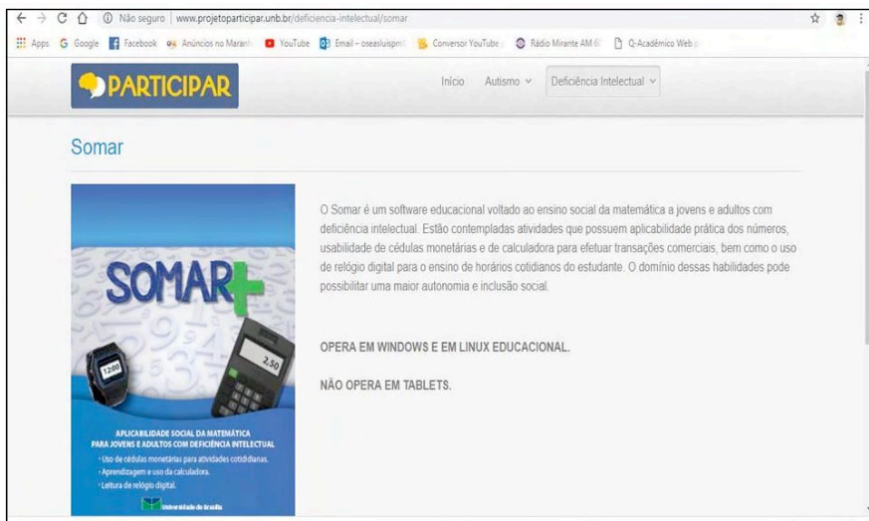 Não seguro | www.projetoparticipar.unb.br/deficiencia-intelectual/somar
Apps Google Facebook Anúncios no Maranh YouTube Email – oseasluispm Conversor YouTube Rádio Mirante AM 6 Q-Acadêmico Web p
PARTICIPAR
Início Autismo Deficiência Intelectual
Somar
SOMAR+
12:00
2,50
APLICABILIDADE SOCIAL DA MATEMÁTICA
PARA JOVENS E ADULTOS COM DEFICIÊNCIA INTELECTUAL
· Uso de cédulas monetárias para atividades cotidianas.
· Aprendizagem e uso da calculadora.
· Leitura de relógio digital.
Universidade de Brasília
O Somar é um software educacional voltado ao ensino social da matemática a jovens e adultos com
deficiência intelectual. Estão contempladas atividades que possuem aplicabilidade prática dos números,
usabilidade de cédulas monetárias e de calculadora para efetuar transações comerciais, bem como o uso
de relógio digital para o ensino de horários cotidianos do estudante. O domínio dessas habilidades pode
possibilitar uma maior autonomia e inclusão social.
OPERA EM WINDOWS E EM LINUX EDUCACIONAL.
NÃO OPERA EM TABLETS.